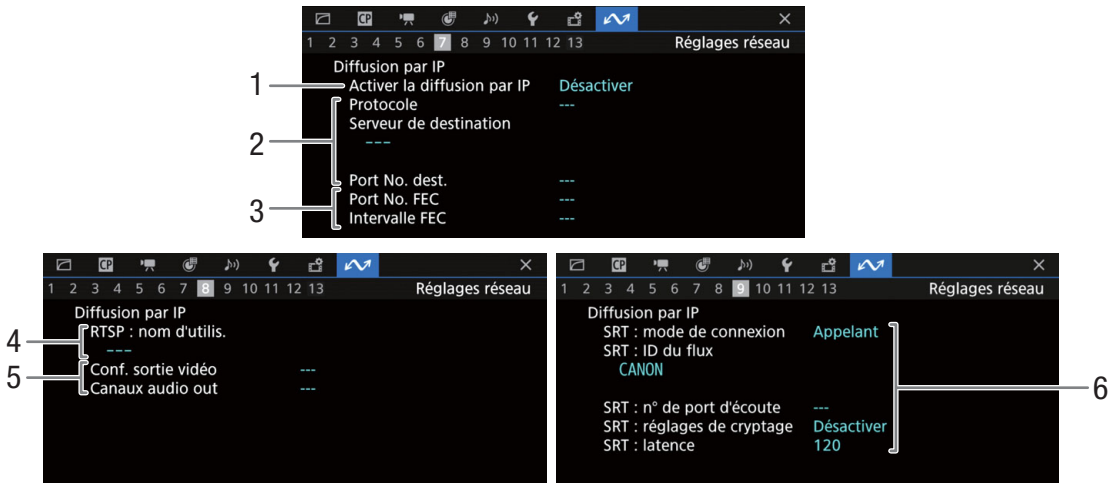 CP
1 2 3 4 5 6 7 8 9 10 11 12 13 Réglages réseau
Diffusion par IP
1 Activer la diffusion par IP Désactiver
Protocole ---
Serveur de destination
2 ---
Port No. dest. ---
Port No. FEC ---
3 Intervalle FEC ---
CP
1 2 3 4 5 6 7 8 9 10 11 12 13 Réglages réseau
Diffusion par IP
RTSP : nom d'utilis.
4 ---
Conf. sortie vidéo ---
5 Canaux audio out ---
CP
1 2 3 4 5 6 7 8 9 10 11 12 13 Réglages réseau
Diffusion par IP
SRT : mode de connexion Appelant
SRT : ID du flux
CANON
6
SRT : n° de port d'écoute ---
SRT : réglages de cryptage Désactiver
SRT : latence 120